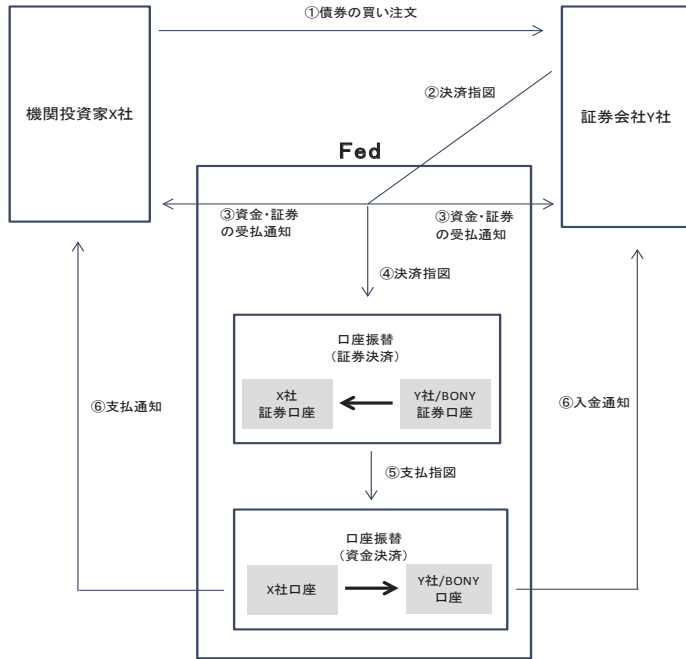 ①債券の買い注文
機関投資家X社
証券会社Y社
②決済指図
Fed
③資金・証券
の受払通知
③資金・証券
の受払通知
④決済指図
口座振替
（証券決済）
X社
証券口座
Y社/BONY
証券口座
⑥支払通知
⑥入金通知
⑤支払指図
口座振替
（資金決済）
X社口座
Y社/BONY
口座